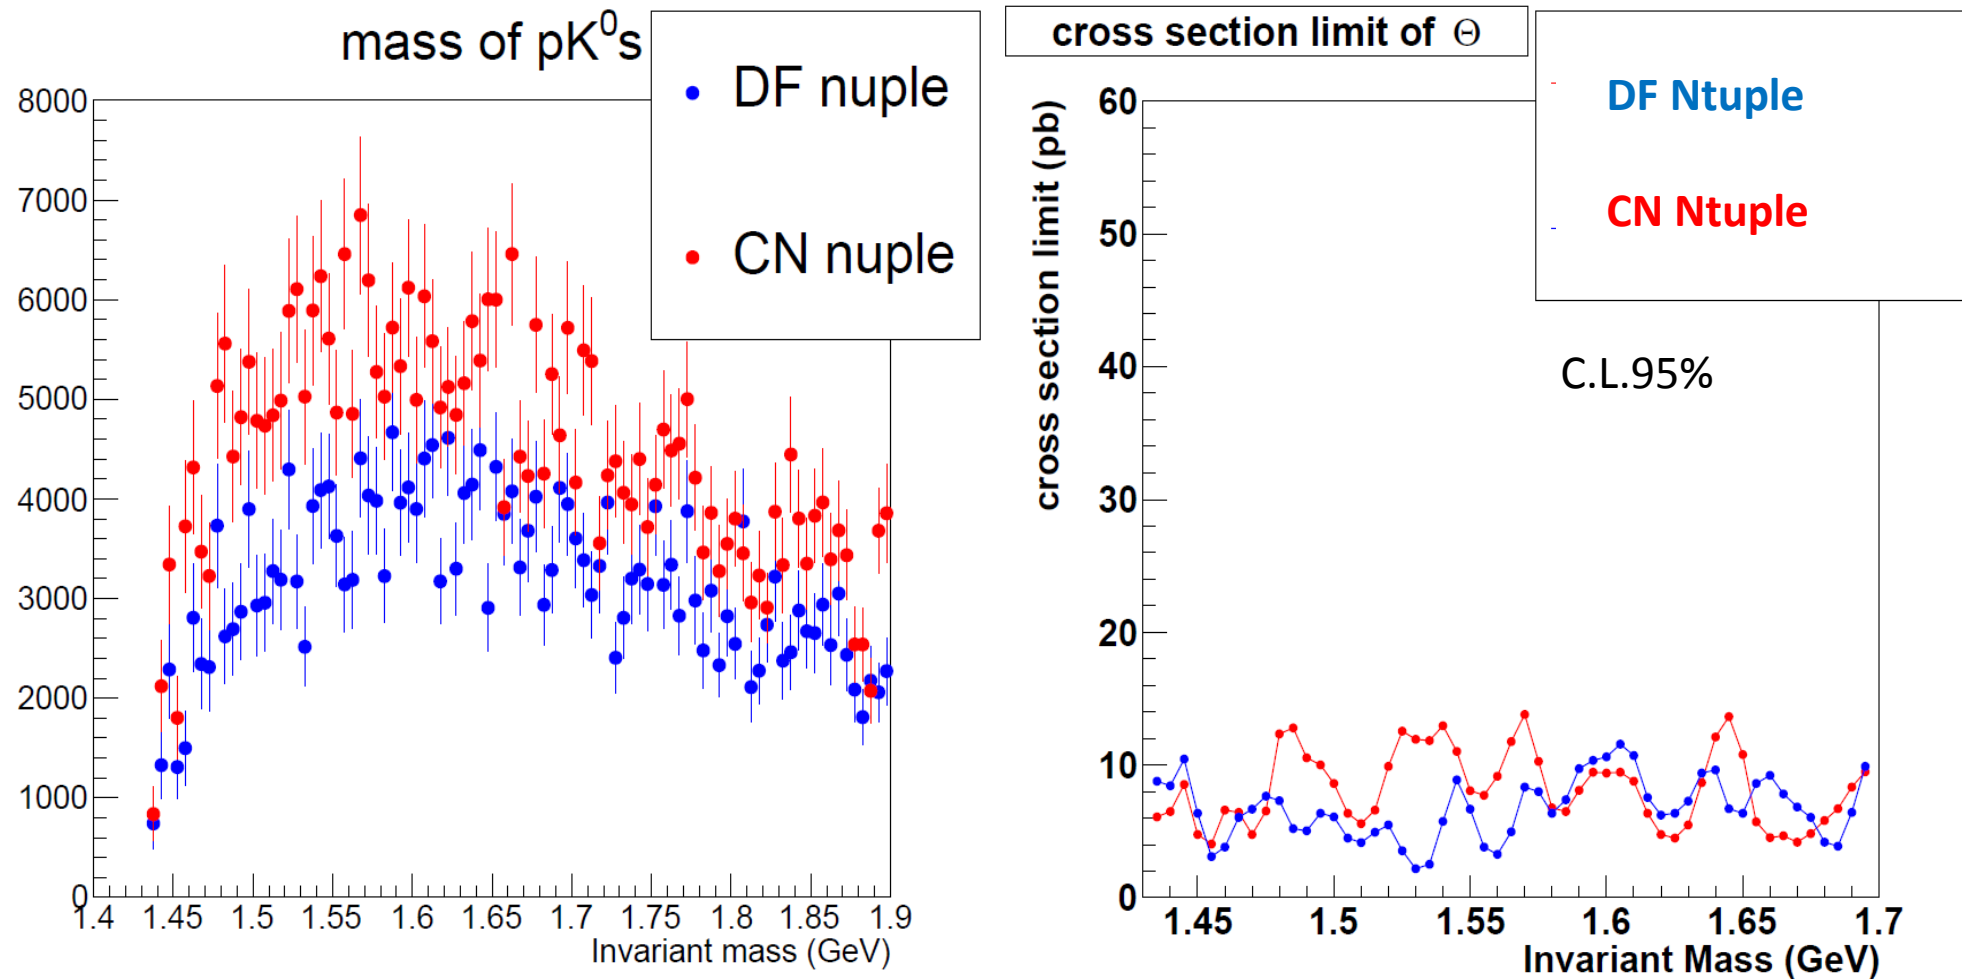 mass of pK⁰s
DF nuple
CN nuple
8000
7000
6000
5000
4000
3000
2000
1000
0
1.4 1.45 1.5 1.55 1.6 1.65 1.7 1.75 1.8 1.85 1.9
Invariant mass (GeV)
cross section limit of Θ
DF Ntuple
CN Ntuple
C.L.95%
cross section limit (pb)
60
50
40
30
20
10
0
1.45 1.5 1.55 1.6 1.65 1.7
Invariant Mass (GeV)